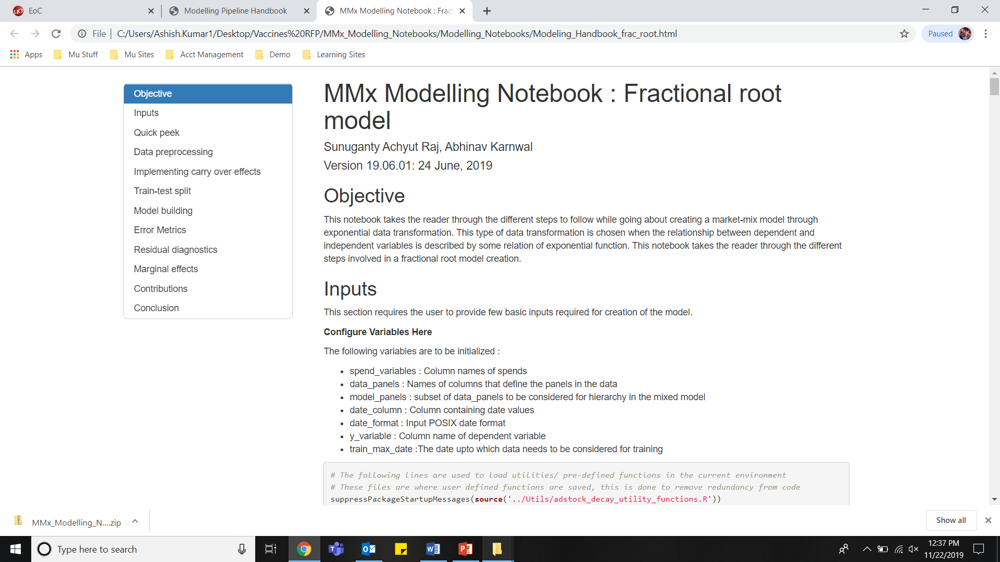 EoC
Modelling Pipeline Handbook
MMx Modelling Notebook : Frac
File
C:/Users/Ashish.Kumar1/Desktop/Vaccines%20RFP/MMx_Modelling_Notebooks/Modelling_Notebooks/Modeling_Handbook_frac_root.html
Paused
Apps
Mu Stuff
Mu Sites
Acct Management
Demo
Learning Sites
Objective
Inputs
Quick peek
Data preprocessing
Implementing carry over effects
Train-test split
Model building
Error Metrics
Residual diagnostics
Marginal effects
Contributions
Conclusion
MMx Modelling Notebook : Fractional root
model
Sunuganty Achyut Raj, Abhinav Karnwal
Version 19.06.01: 24 June, 2019
Objective
This notebook takes the reader through the different steps to follow while going about creating a market-mix model through
exponential data transformation. This type of data transformation is chosen when the relationship between dependent and
independent variables is described by some relation of exponential function. This notebook takes the reader through the different
steps involved in a fractional root model creation.
Inputs
This section requires the user to provide few basic inputs required for creation of the model.
Configure Variables Here
The following variables are to be initialized :
• spend_variables : Column names of spends
• data_panels : Names of columns that define the panels in the data
• model_panels : subset of data_panels to be considered for hierarchy in the mixed model
• date_column : Column containing date values
• date_format : Input POSIX date format
• y_variable : Column name of dependent variable
• train_max_date :The date upto which data needs to be considered for training
# The following lines are used to load utilities/ pre-defined functions in the current environment
# These files are where user defined functions are saved, this is done to remove redundancy from code
suppressPackageStartupMessages(source('../Utils/adstock_decay_utility_functions.R'))
MMx_Modelling_N....zip
Show all
Type here to search
12:37 PM
11/22/2019